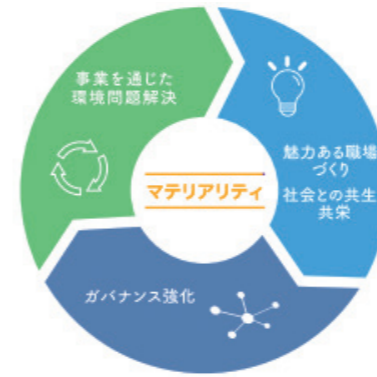 事業を通じた
環境問題解決
魅力ある職場
づくり
社会との共生
共栄
マテリアリティ
ガバナンス強化